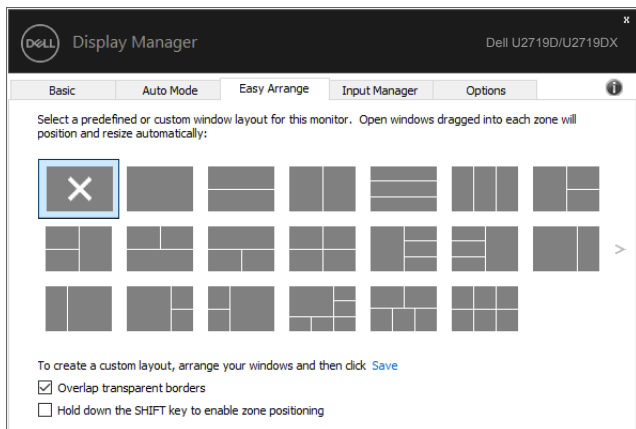 x
DELL Display Manager Dell U2719D/U2719DX
Basic Auto Mode Easy Arrange Input Manager Options
Select a predefined or custom window layout for this monitor. Open windows dragged into each zone will
position and resize automatically:
>
To create a custom layout, arrange your windows and then click Save
Overlap transparent borders
Hold down the SHIFT key to enable zone positioning